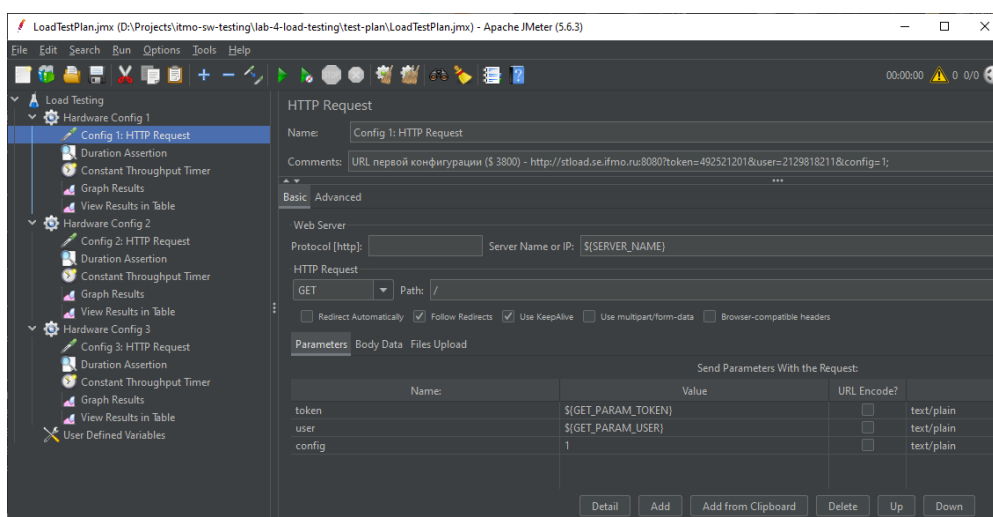 LoadTestPlan.jmx (D:\Projects\itmo-sw-testing\lab-4-load-testing\test-plan\LoadTestPlan.jmx) - Apache JMeter (5.6.3)
File Edit Search Run Options Tools Help
00:00:00 0 0/0
Load Testing
Hardware Config 1
Config 1: HTTP Request
Duration Assertion
Constant Throughput Timer
Graph Results
View Results in Table
Hardware Config 2
Config 2: HTTP Request
Duration Assertion
Constant Throughput Timer
Graph Results
View Results in Table
Hardware Config 3
Config 3: HTTP Request
Duration Assertion
Constant Throughput Timer
Graph Results
View Results in Table
User Defined Variables
HTTP Request
Name: Config 1: HTTP Request
Comments: URL первой конфигурации ($ 3800) - http://stload.se.ifmo.ru:8080?token=492521201&user=2129818211&config=1;
Basic Advanced
Web Server
Protocol [http]: Server Name or IP: ${SERVER_NAME}
HTTP Request
GET Path: /
Redirect Automatically Follow Redirects Use KeepAlive Use multipart/form-data Browser-compatible headers
Parameters Body Data Files Upload
Send Parameters With the Request:
Name: Value URL Encode?
token ${GET_PARAM_TOKEN} text/plain
user ${GET_PARAM_USER} text/plain
config 1 text/plain
Detail Add Add from Clipboard Delete Up Down